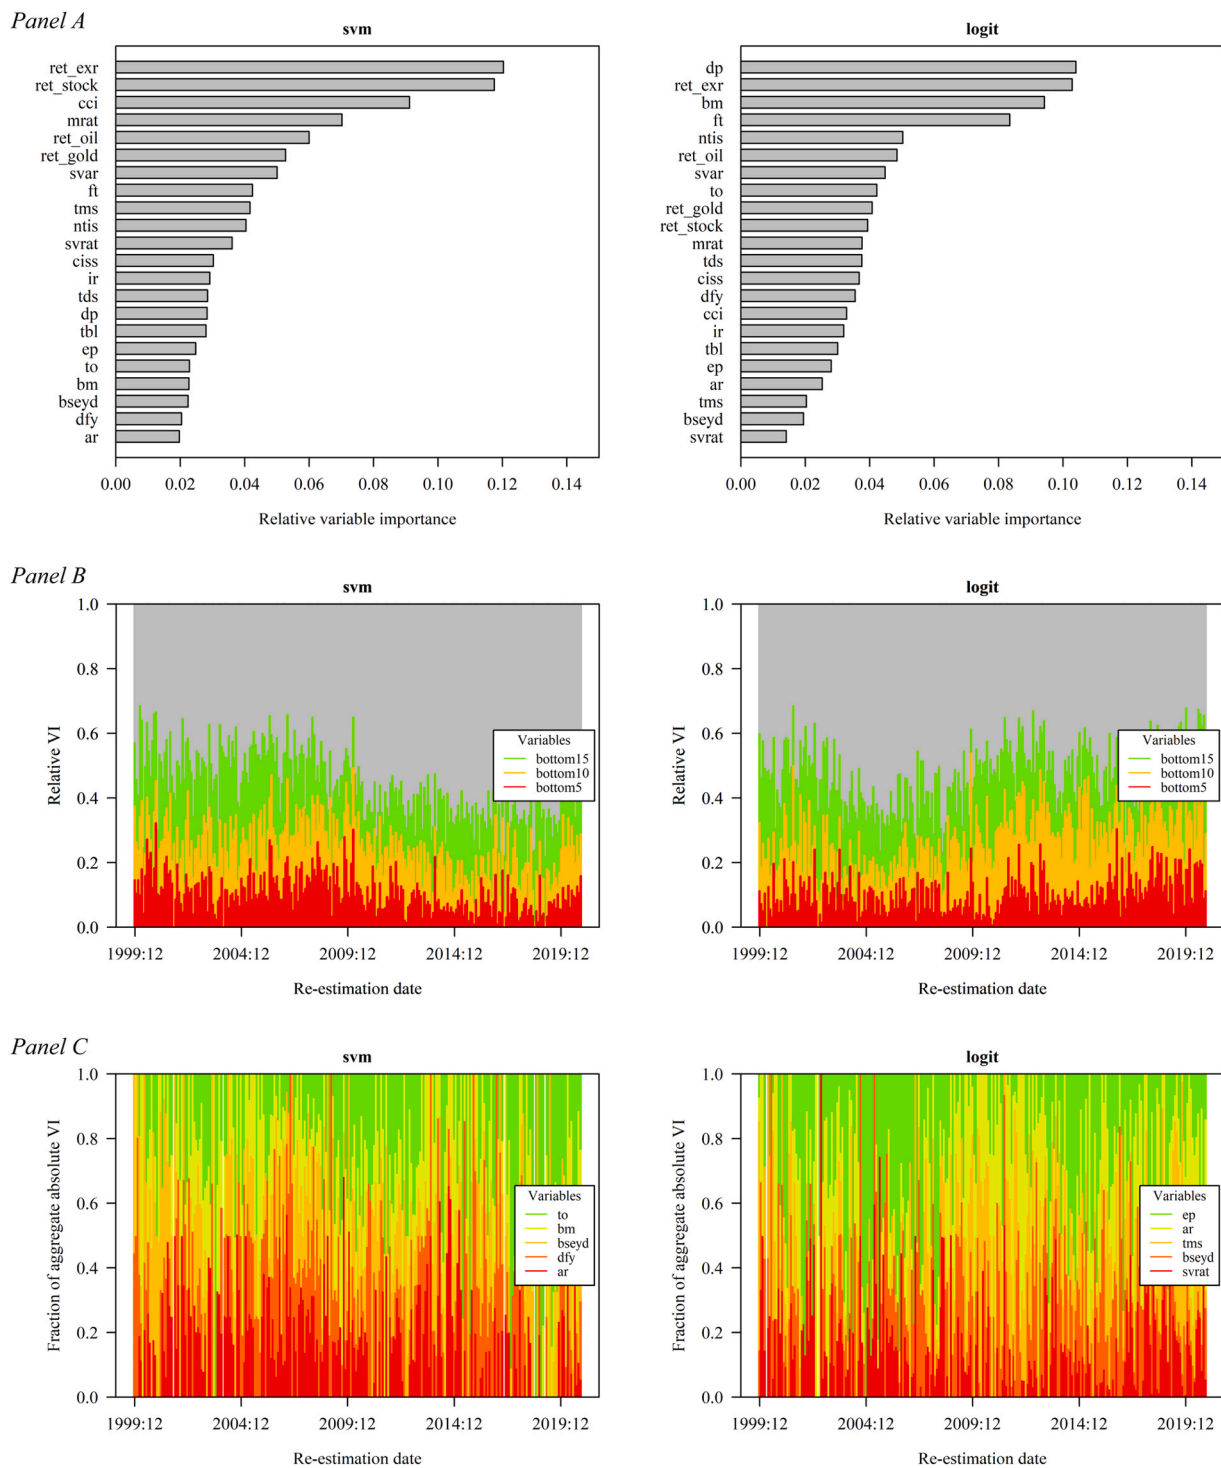 Panel A
svm
ret_exr
ret_stock
cci
mrat
ret_oil
ret_gold
svar
ft
tms
ntis
svrat
ciss
ir
tds
dp
tbl
ep
to
bm
bseyd
dfy
ar
0.00 0.02 0.04 0.06 0.08 0.10 0.12 0.14
Relative variable importance
logit
dp
ret_exr
bm
ft
ntis
ret_oil
svar
to
ret_gold
ret_stock
mrat
tds
ciss
dfy
cci
ir
tbl
ep
ar
tms
bseyd
svrat
0.00 0.02 0.04 0.06 0.08 0.10 0.12 0.14
Relative variable importance
Panel B
svm
Relative VI
1.0
0.8
0.6
0.4
0.2
0.0
Variables
bottom15
bottom10
bottom5
1999:12 2004:12 2009:12 2014:12 2019:12
Re-estimation date
logit
Relative VI
1.0
0.8
0.6
0.4
0.2
0.0
Variables
bottom15
bottom10
bottom5
1999:12 2004:12 2009:12 2014:12 2019:12
Re-estimation date
Panel C
svm
Fraction of aggregate absolute VI
1.0
0.8
0.6
0.4
0.2
0.0
Variables
to
bm
bseyd
dfy
ar
1999:12 2004:12 2009:12 2014:12 2019:12
Re-estimation date
logit
Fraction of aggregate absolute VI
1.0
0.8
0.6
0.4
0.2
0.0
Variables
ep
ar
tms
bseyd
svrat
1999:12 2004:12 2009:12 2014:12 2019:12
Re-estimation date